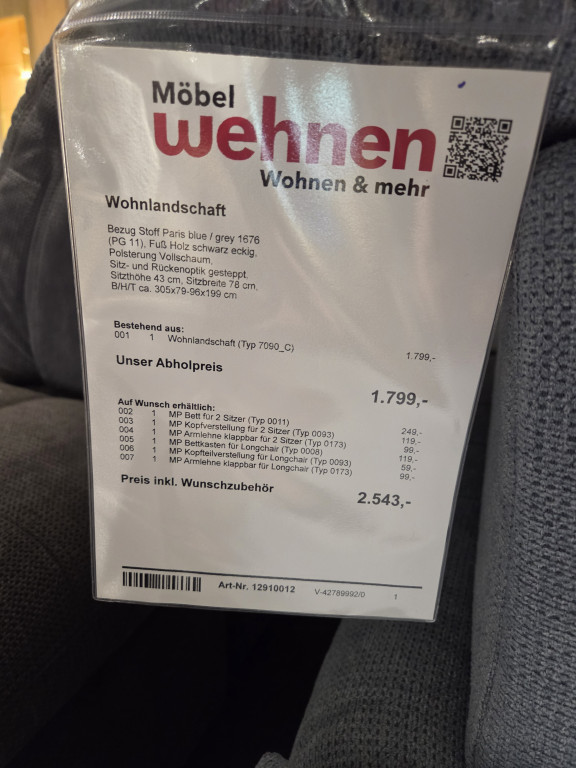 Möbel
wehnen
Wohnen & mehr
Wohnlandschaft
Bezug Stoff Paris blue / grey 1676
(PG 11), Fuß Holz schwarz eckig,
Polsterung Vollschaum,
Sitz- und Rückenoptik gesteppt,
Sitzthöhe 43 cm, Sitzbreite 78 cm,
B/H/T ca. 305x79-96x199 cm
Bestehend aus:
001 1 Wohnlandschaft (Typ 7090_C) 1.799,-
Unser Abholpreis 1.799,-
Auf Wunsch erhältlich:
002 1 MP Bett für 2 Sitzer (Typ 0011) 249,-
003 1 MP Kopfverstellung für 2 Sitzer (Typ 0093) 119,-
004 1 MP Armlehne klappbar für 2 Sitzer (Typ 0173) 99,-
005 1 MP Bettkasten für Longchair (Typ 0008) 119,-
006 1 MP Kopfteilverstellung für Longchair (Typ 0093) 59,-
007 1 MP Armlehne klappbar für Longchair (Typ 0173) 99,-
Preis inkl. Wunschzubehör 2.543,-
Art-Nr. 12910012 V-42789992/0 1